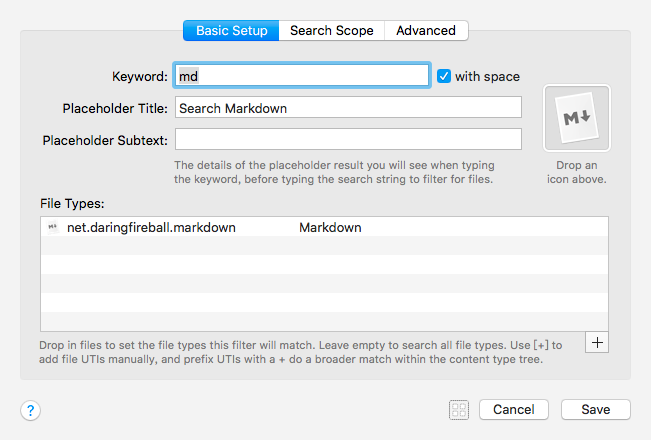 Basic Setup Search Scope Advanced
Keyword: md with space
Placeholder Title: Search Markdown
M↓
Placeholder Subtext:
The details of the placeholder result you will see when typing
the keyword, before typing the search string to filter for files.
Drop an
icon above.
File Types:
M↓ net.daringfireball.markdown Markdown
Drop in files to set the file types this filter will match. Leave empty to search all file types. Use [+] to
add file UTIs manually, and prefix UTIs with a + do a broader match within the content type tree.
+
? Cancel Save